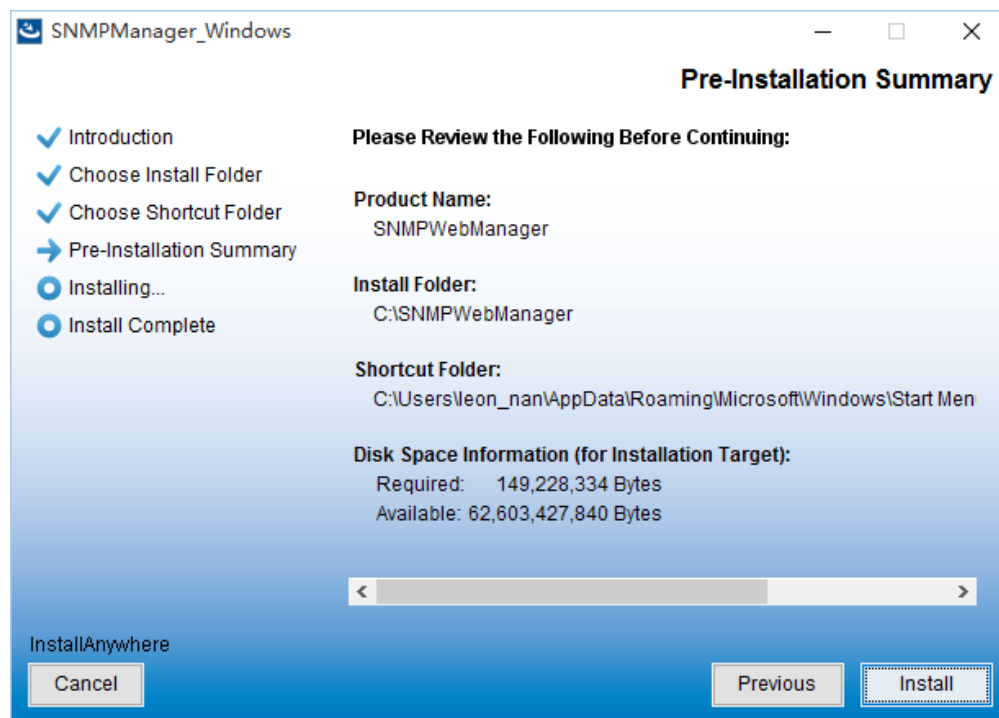 SNMPManager_Windows
Pre-Installation Summary
Introduction
Choose Install Folder
Choose Shortcut Folder
Pre-Installation Summary
Installing...
Install Complete
Please Review the Following Before Continuing:
Product Name:
SNMPWebManager
Install Folder:
C:\SNMPWebManager
Shortcut Folder:
C:\Users\leon_nan\AppData\Roaming\Microsoft\Windows\Start Men
Disk Space Information (for Installation Target):
Required: 149,228,334 Bytes
Available: 62,603,427,840 Bytes
InstallAnywhere
Cancel
Previous
Install